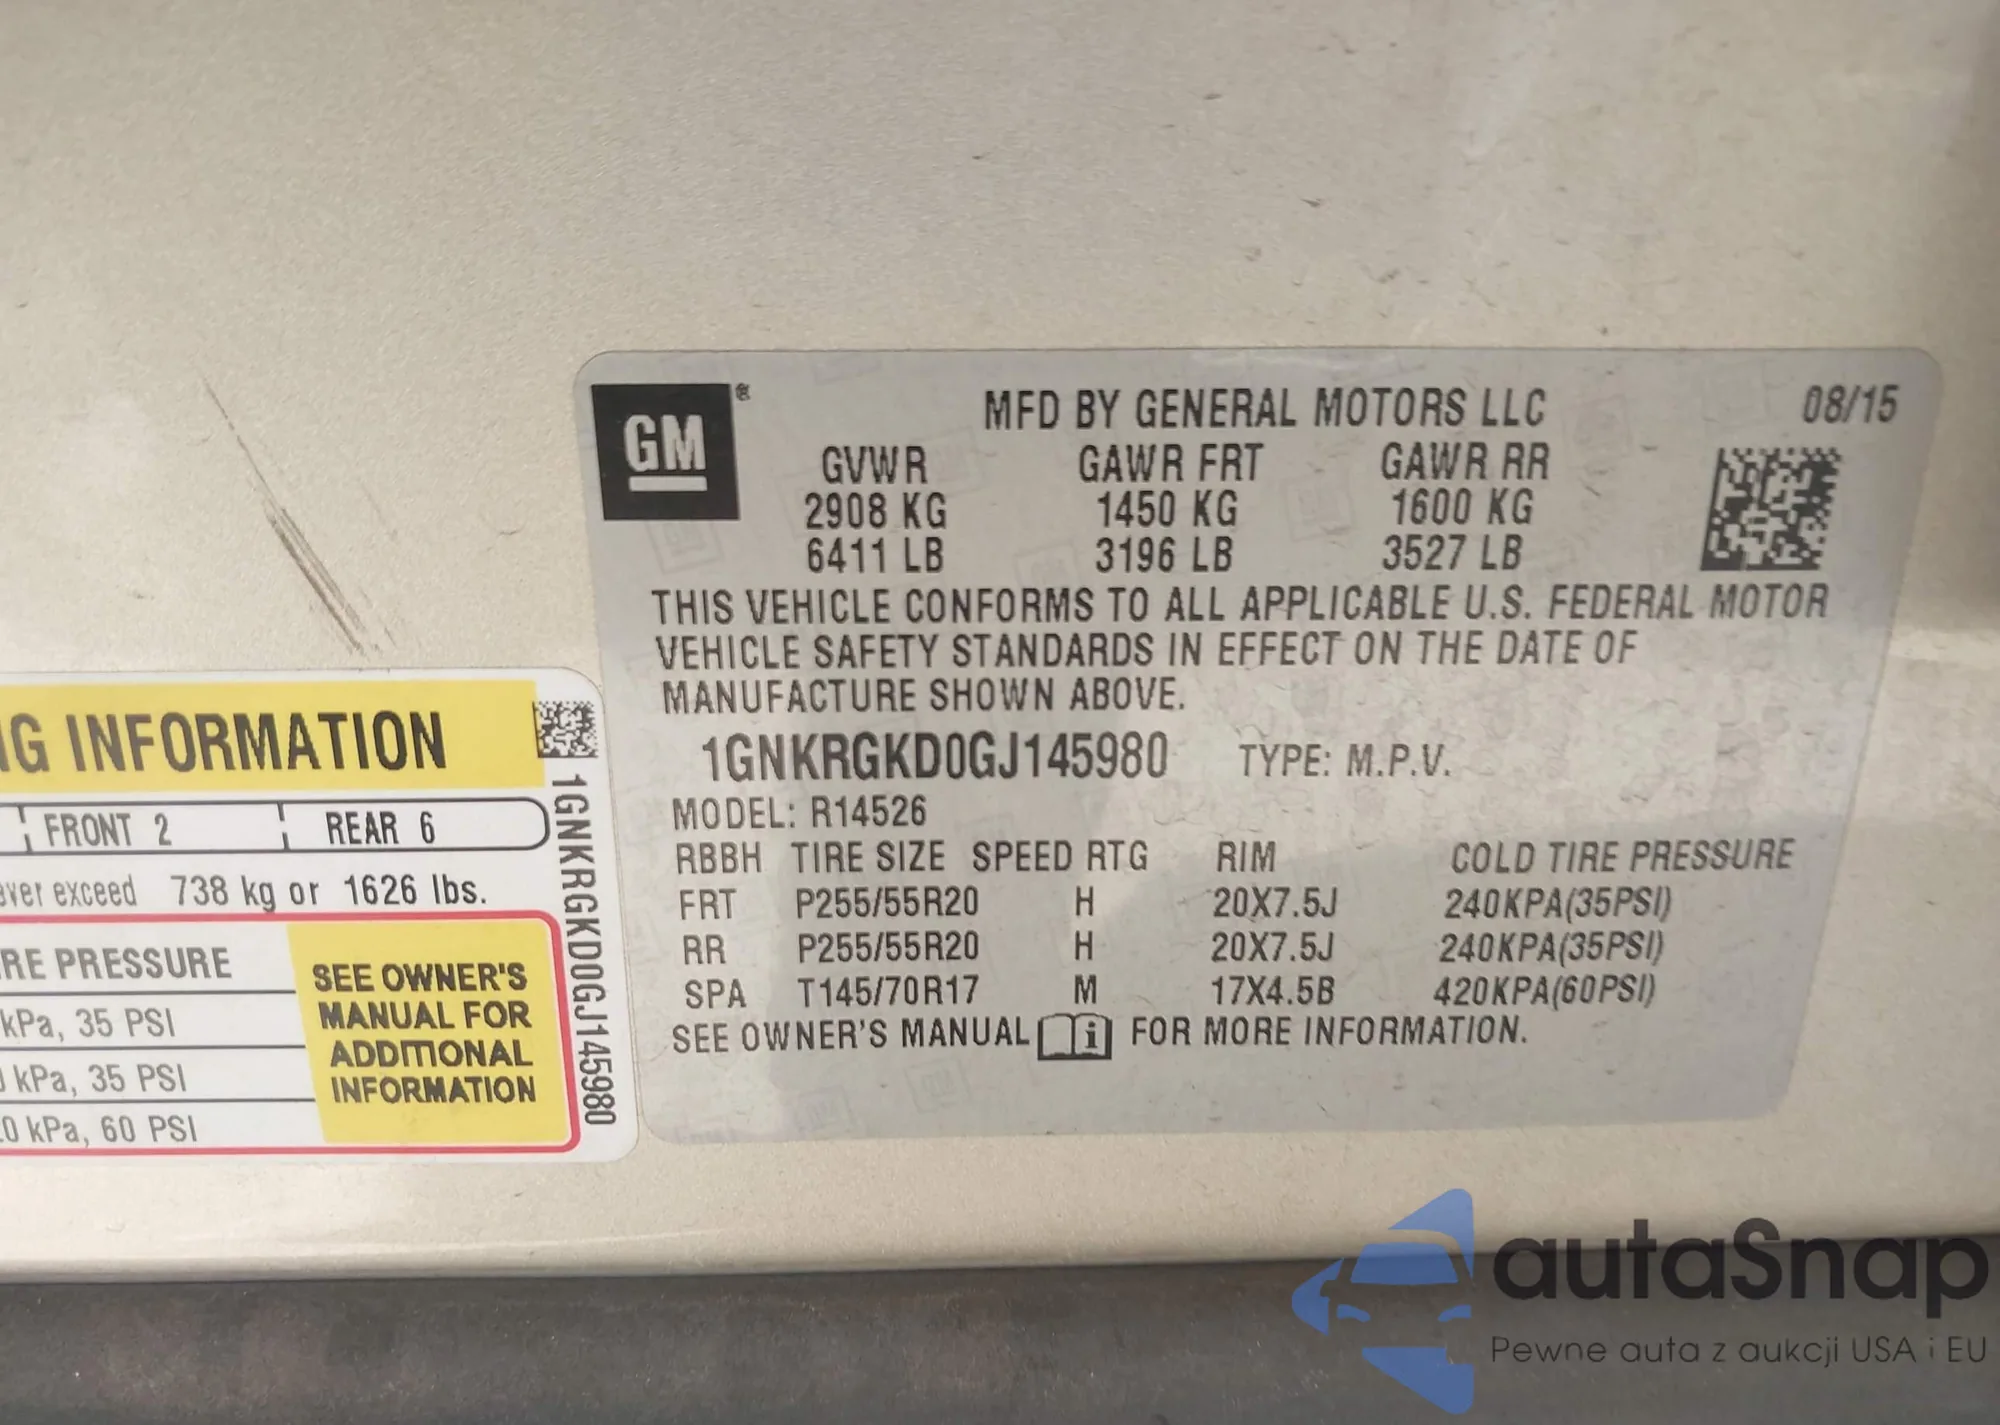 GM ®
MFD BY GENERAL MOTORS LLC 08/15
GVWR GAWR FRT GAWR RR
2908 KG 1450 KG 1600 KG
6411 LB 3196 LB 3527 LB
THIS VEHICLE CONFORMS TO ALL APPLICABLE U.S. FEDERAL MOTOR
VEHICLE SAFETY STANDARDS IN EFFECT ON THE DATE OF
MANUFACTURE SHOWN ABOVE.
1GNKRGKD0GJ145980 TYPE: M.P.V.
MODEL: R14526
RBBH TIRE SIZE SPEED RTG RIM COLD TIRE PRESSURE
FRT P255/55R20 H 20X7.5J 240KPA(35PSI)
RR P255/55R20 H 20X7.5J 240KPA(35PSI)
SPA T145/70R17 M 17X4.5B 420KPA(60PSI)
SEE OWNER'S MANUAL i FOR MORE INFORMATION.
INFORMATION
FRONT 2 REAR 6
exceed 738 kg or 1626 lbs.
PRESSURE
kPa, 35 PSI
kPa, 35 PSI
kPa, 60 PSI
SEE OWNER'S
MANUAL FOR
ADDITIONAL
INFORMATION
1GNKRGKD0GJ145980
autaSnap
Pewne auta z aukcji USA i EU